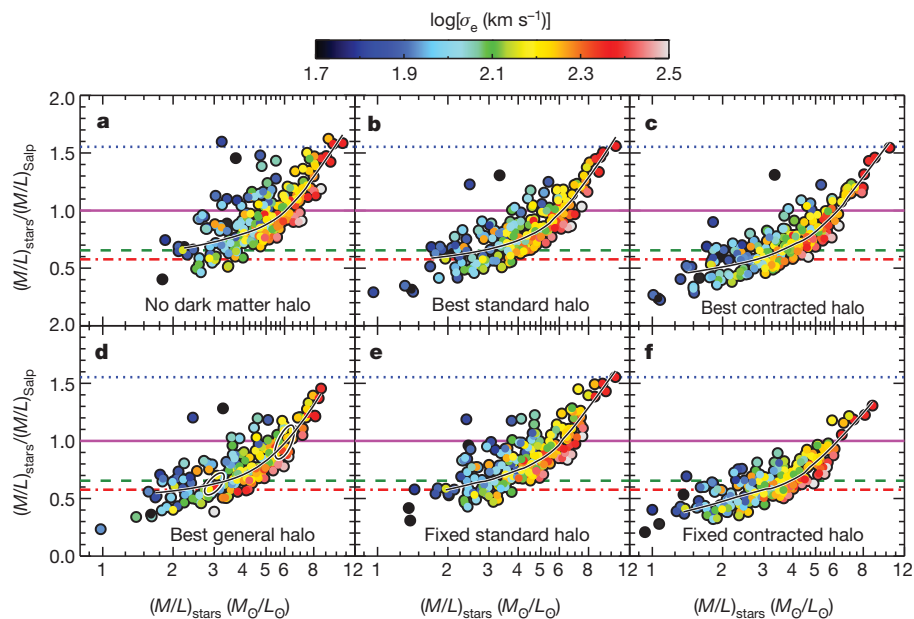 log[σe (km s−1)]
1.7 1.9 2.1 2.3 2.5
(M/L)stars/(M/L)Salp
2.0
1.5
1.0
0.5
2.0
a
No dark matter halo
b
Best standard halo
c
Best contracted halo
(M/L)stars/(M/L)Salp
1.5
1.0
0.5
0.0
d
Best general halo
e
Fixed standard halo
f
Fixed contracted halo
1 2 3 4 5 6 8 12 1 2 3 4 5 6 8 12 1 2 3 4 5 6 8 12
(M/L)stars (M⊙/L⊙) (M/L)stars (M⊙/L⊙) (M/L)stars (M⊙/L⊙)